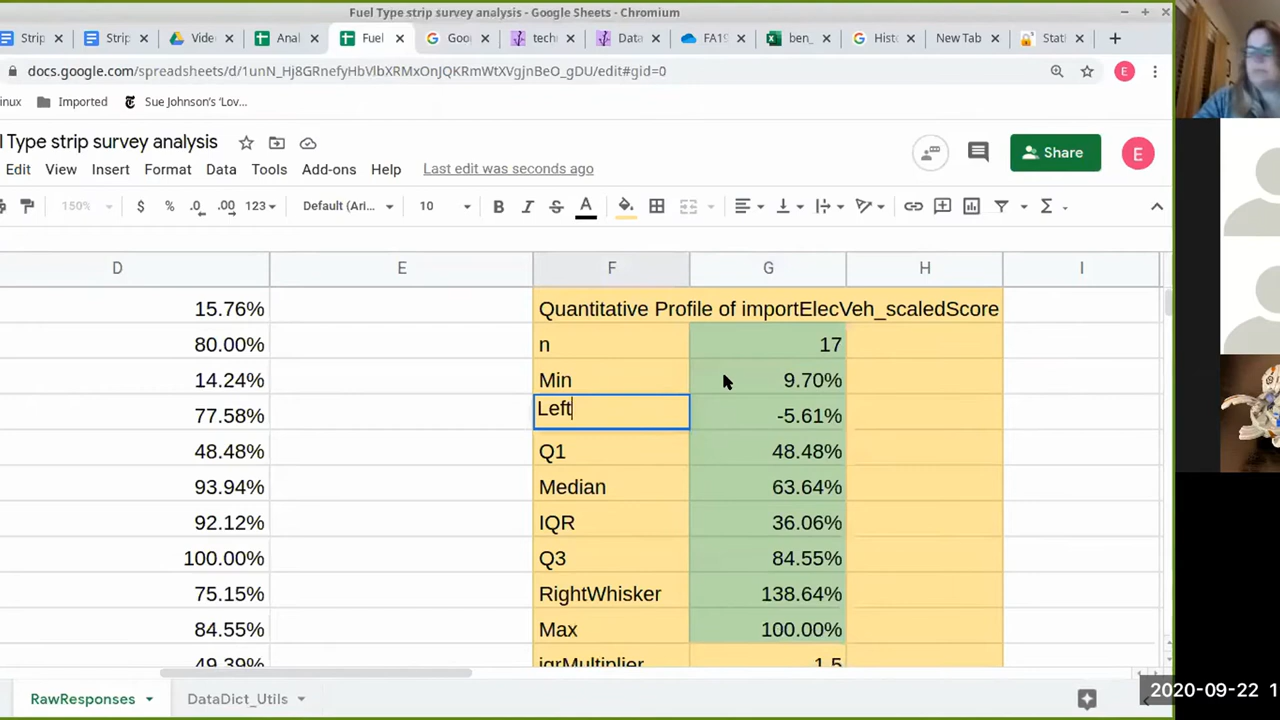 Fuel Type strip survey analysis - Google Sheets - Chromium
Strip Strip Vide Anal Fuel Goo tech Data FA19 ben_ Hist New Tab Stat
docs.google.com/spreadsheets/d/1unN_Hj8GRnefyHbVlbXRMxOnJQKRmWtXVgjnBeO_gDU/edit#gid=0 E
inux Imported Sue Johnson's 'Lov...
l Type strip survey analysis Share E
Edit View Insert Format Data Tools Add-ons Help Last edit was seconds ago
150% $ % .0 .00 123 Default (Ari... 10 B I S A Σ
D E F G H I
15.76% Quantitative Profile of importElecVeh_scaledScore
80.00% n 17
14.24% Min 9.70%
77.58% Left -5.61%
48.48% Q1 48.48%
93.94% Median 63.64%
92.12% IQR 36.06%
100.00% Q3 84.55%
75.15% RightWhisker 138.64%
84.55% Max 100.00%
49.39% iqrMultiplier 1.5
RawResponses DataDict_Utils
2020-09-22 1